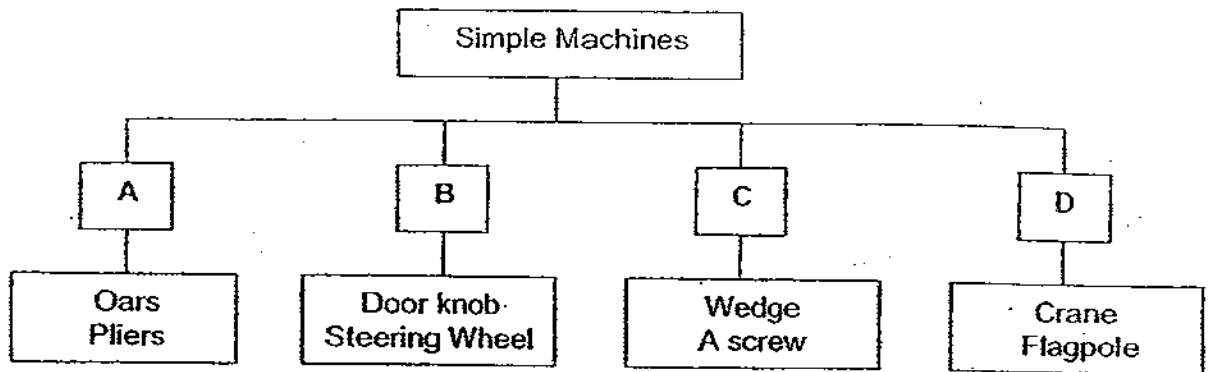 Simple Machines
A
B
C
D
Oars
Pliers
Door knob
Steering Wheel
Wedge
A screw
Crane
Flagpole